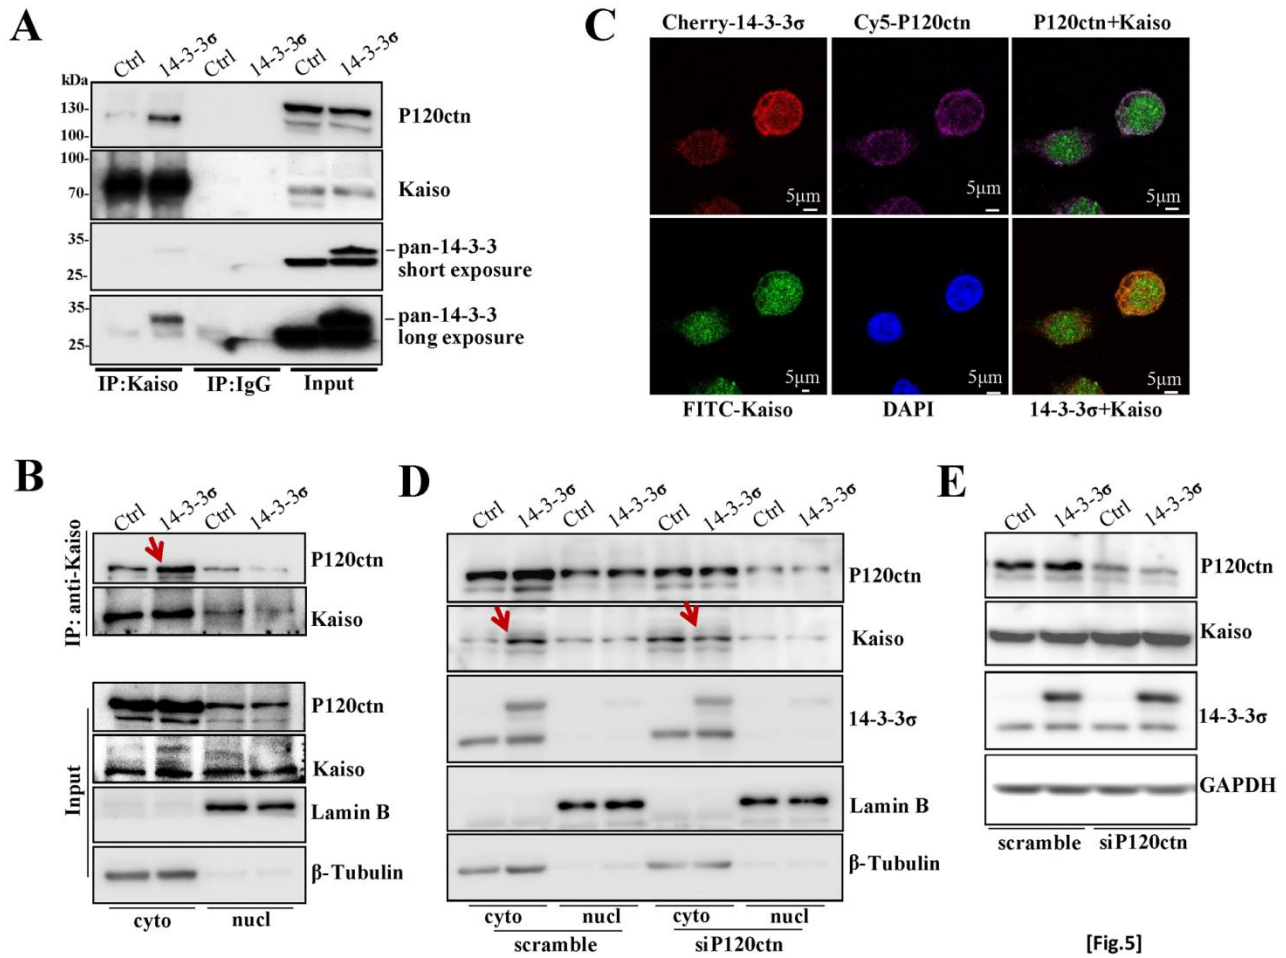 A
Ctrl 14-3-3σ Ctrl 14-3-3σ Ctrl 14-3-3σ
kDa
130-
100-
P120ctn
100-
70-
Kaiso
35-
25-
pan-14-3-3
short exposure
35-
25-
pan-14-3-3
long exposure
IP:Kaiso IP:IgG Input
C
Cherry-14-3-3σ Cy5-P120ctn P120ctn+Kaiso
5μm 5μm 5μm
5μm 5μm 5μm
FITC-Kaiso DAPI 14-3-3σ+Kaiso
B
Ctrl 14-3-3σ Ctrl 14-3-3σ
IP: anti-Kaiso
P120ctn
Kaiso
Input
P120ctn
Kaiso
Lamin B
β-Tubulin
cyto nucl
D
Ctrl 14-3-3σ Ctrl 14-3-3σ Ctrl 14-3-3σ Ctrl 14-3-3σ
P120ctn
Kaiso
14-3-3σ
Lamin B
β-Tubulin
cyto nucl cyto nucl
scramble siP120ctn
E
Ctrl 14-3-3σ Ctrl 14-3-3σ
P120ctn
Kaiso
14-3-3σ
GAPDH
scramble siP120ctn
[Fig.5]